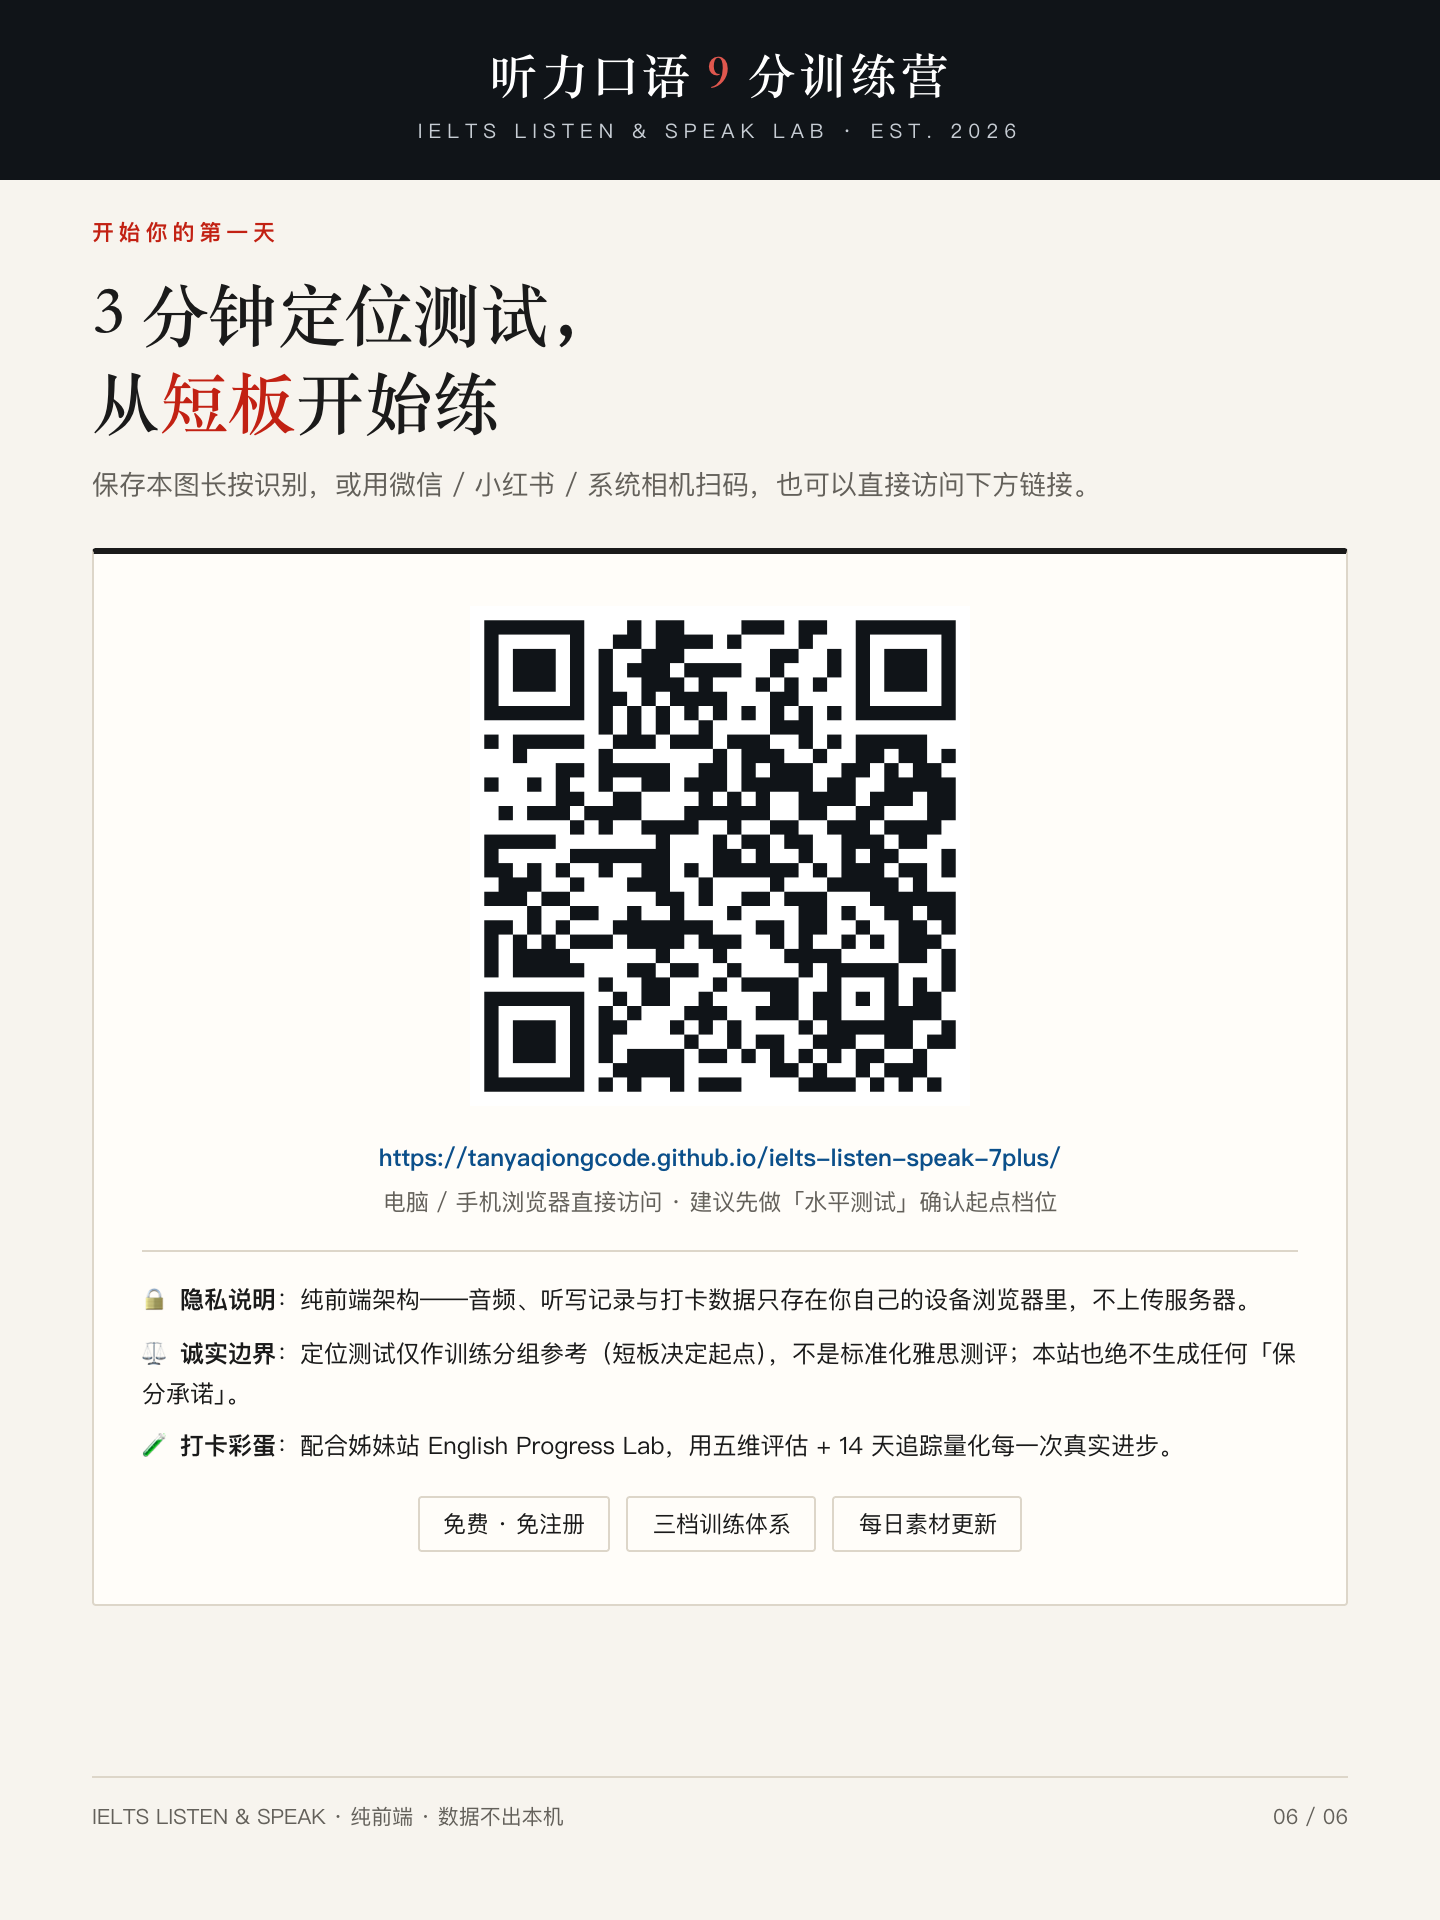 听力口语 9 分训练营
IELTS LISTEN & SPEAK LAB · EST. 2026
开始你的第一天
3 分钟定位测试，
从短板开始练
保存本图长按识别，或用微信 / 小红书 / 系统相机扫码，也可以直接访问下方链接。
https://tanyaqiongcode.github.io/ielts-listen-speak-7plus/
电脑 / 手机浏览器直接访问 · 建议先做「水平测试」确认起点档位
🔒 隐私说明：纯前端架构——音频、听写记录与打卡数据只存在你自己的设备浏览器里，不上传服务器。
⚖️ 诚实边界：定位测试仅作训练分组参考（短板决定起点），不是标准化雅思测评；本站也绝不生成任何「保
分承诺」。
🧪 打卡彩蛋：配合姊妹站 English Progress Lab，用五维评估 + 14 天追踪量化每一次真实进步。
免费 · 免注册
三档训练体系
每日素材更新
IELTS LISTEN & SPEAK · 纯前端 · 数据不出本机
06 / 06